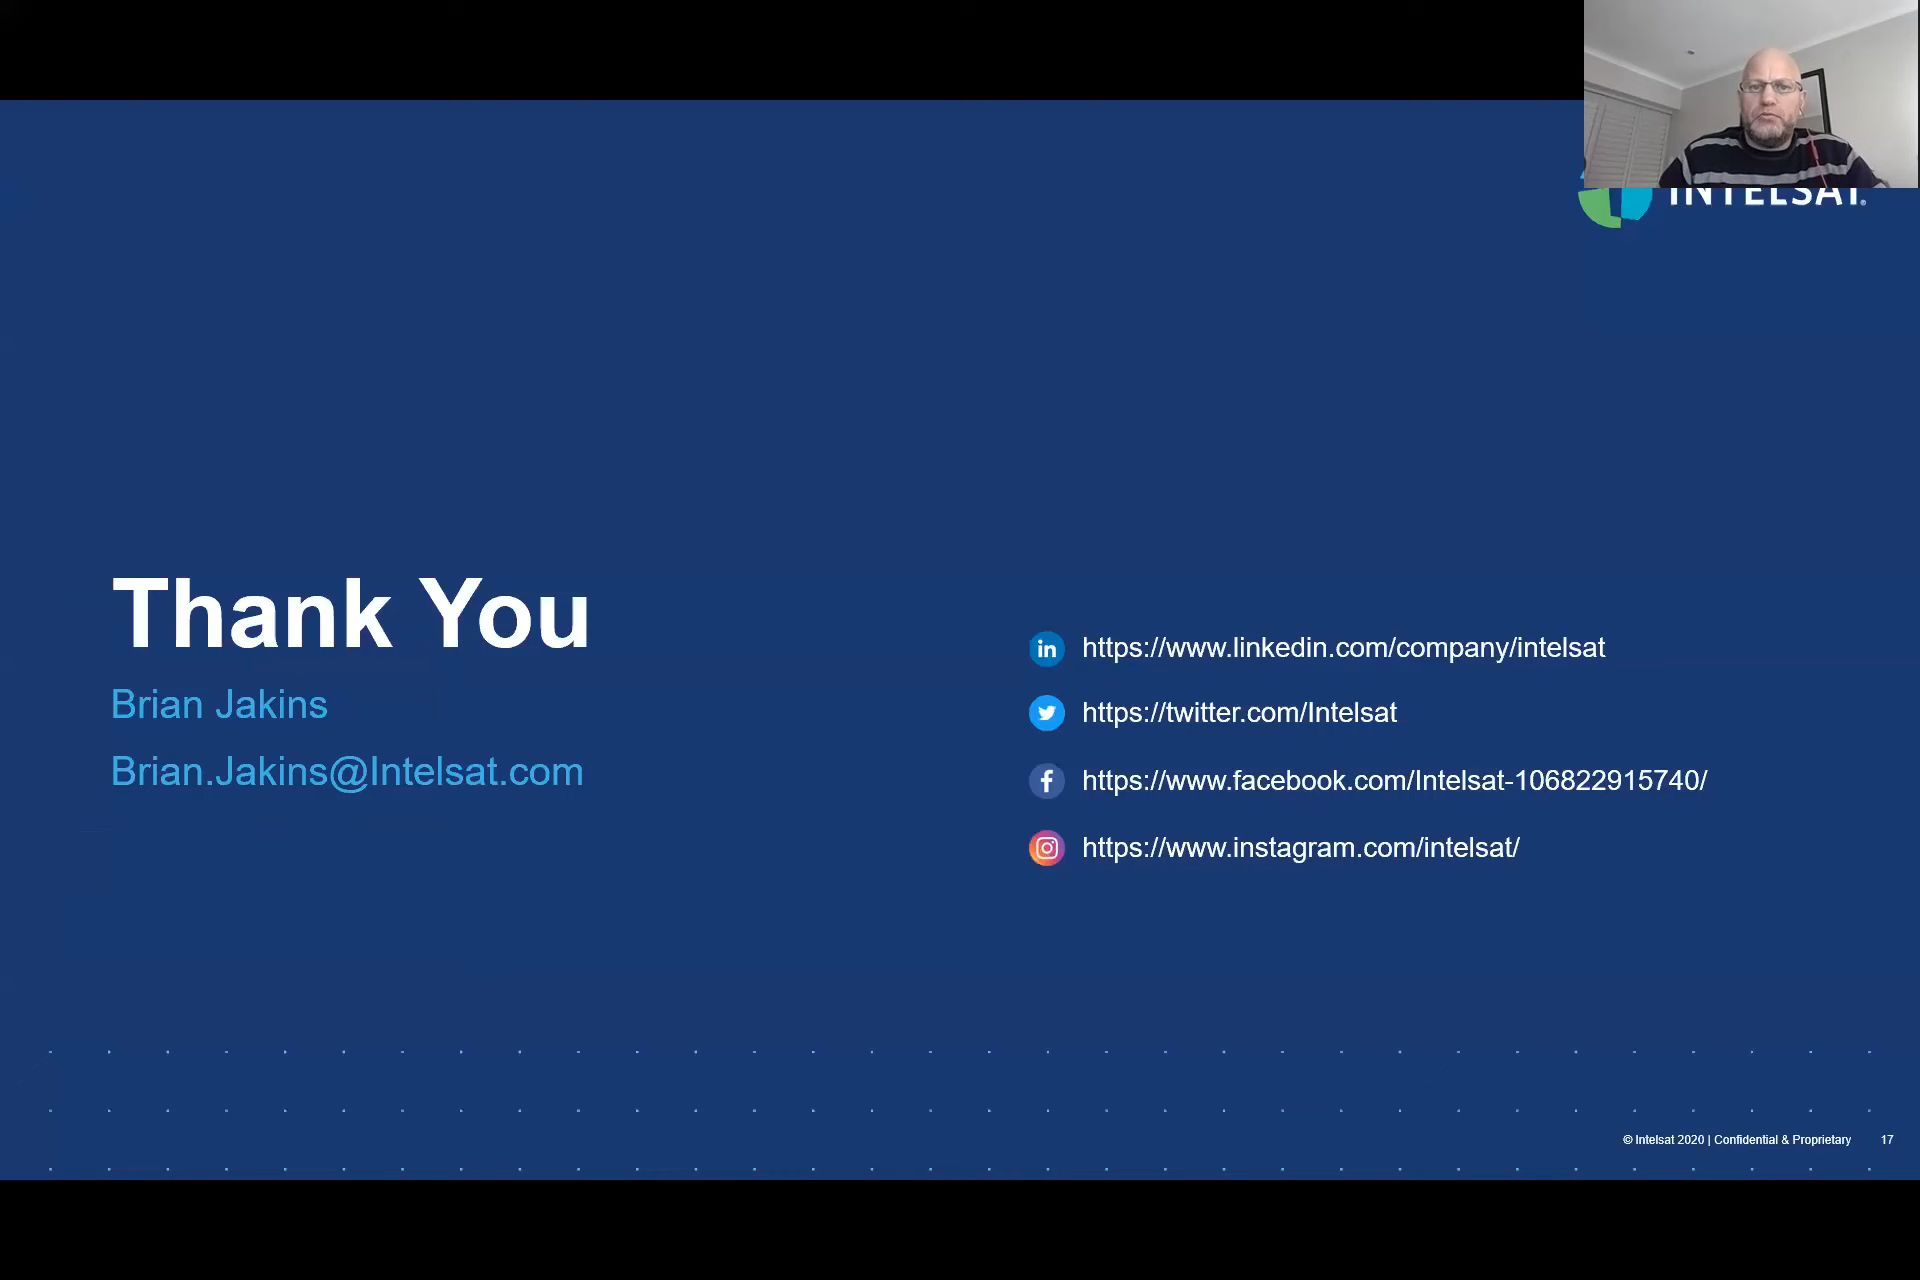 INTELSAT
Thank You
Brian Jakins
Brian.Jakins@Intelsat.com
https://www.linkedin.com/company/intelsat
https://twitter.com/Intelsat
https://www.facebook.com/Intelsat-106822915740/
https://www.instagram.com/intelsat/
© Intelsat 2020 | Confidential & Proprietary 17